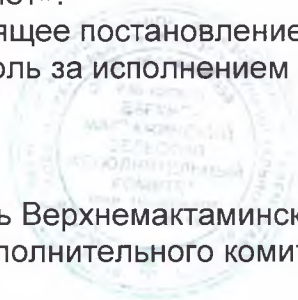 ящее постановление
оль за исполнением
ь Верхнемактаминск
полнительного комит